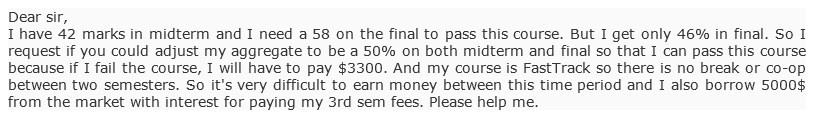 Dear sir,
I have 42 marks in midterm and I need a 58 on the final to pass this course. But I get only 46% in final. So I
request if you could adjust my aggregate to be a 50% on both midterm and final so that I can pass this course
because if I fail the course, I will have to pay $3300. And my course is FastTrack so there is no break or co-op
between two semesters. So it's very difficult to earn money between this time period and I also borrow 5000$
from the market with interest for paying my 3rd sem fees. Please help me.